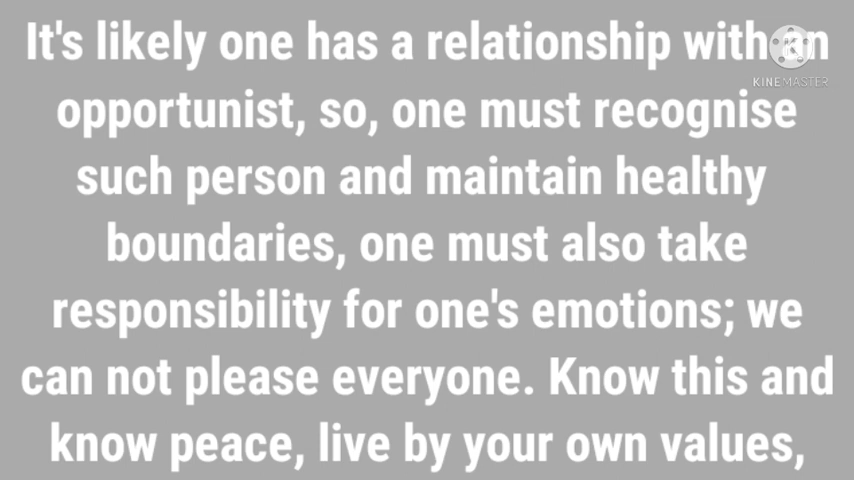 It's likely one has a relationship with an
opportunist, so, one must recognise
such person and maintain healthy
boundaries, one must also take
responsibility for one's emotions; we
can not please everyone. Know this and
know peace, live by your own values,
K
KINEMASTER